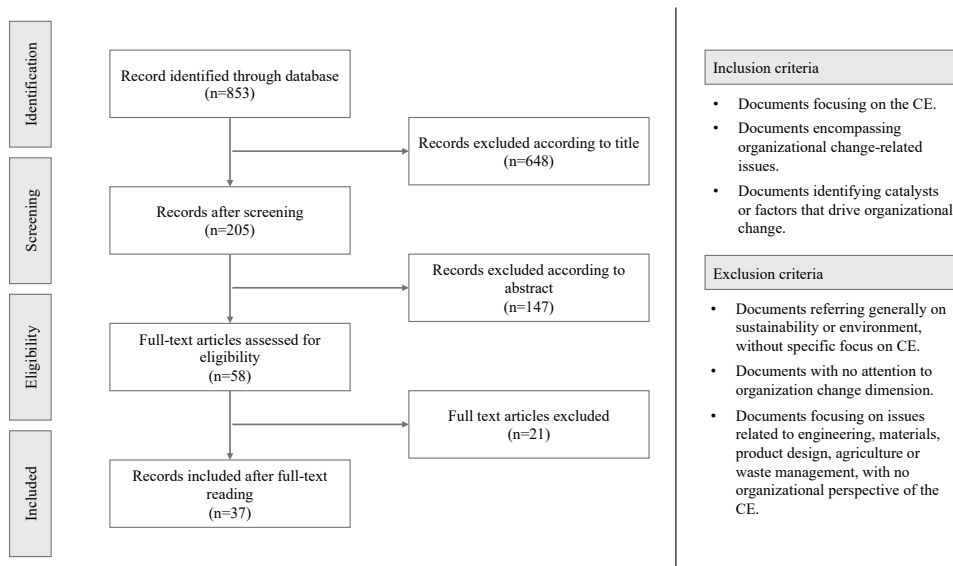 Identification
Record identified through database
(n=853)
Records excluded according to title
(n=648)
Screening
Records after screening
(n=205)
Records excluded according to
abstract
(n=147)
Eligibility
Full-text articles assessed for
eligibility
(n=58)
Full text articles excluded
(n=21)
Included
Records included after full-text
reading
(n=37)
Inclusion criteria
• Documents focusing on the CE.
• Documents encompassing
organizational change-related
issues.
• Documents identifying catalysts
or factors that drive organizational
change.
Exclusion criteria
• Documents referring generally on
sustainability or environment,
without specific focus on CE.
• Documents with no attention to
organization change dimension.
• Documents focusing on issues
related to engineering, materials,
product design, agriculture or
waste management, with no
organizational perspective of the
CE.